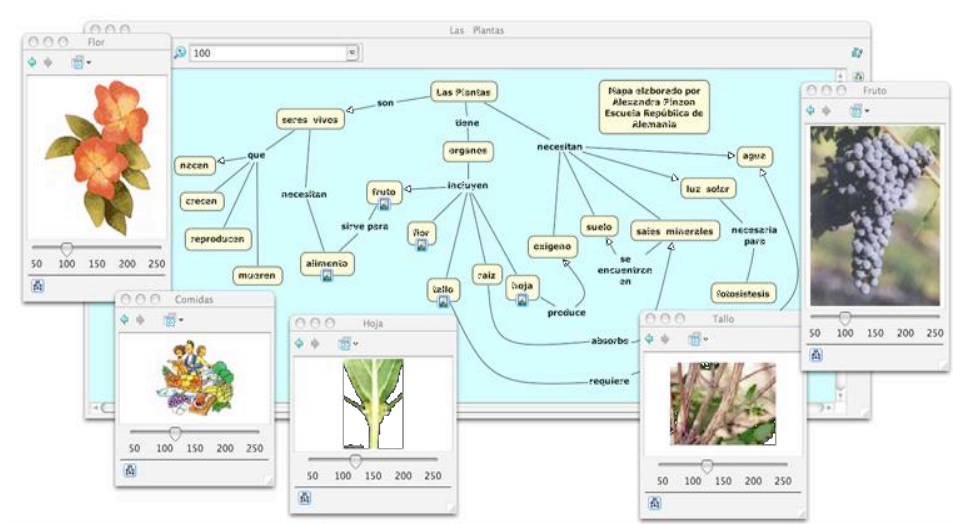 Las Plantas
Flor
100
Las Plantas
Mapa elaborado por
Alexandra Pinzon
Escuela República de
Alemania
Fruto
son
seres vivos
tiene
organos
necesitan
agua
que
nacen
crecen
reproducen
mueren
necesitan
alimento
fruto
sirve para
incluyen
flor
tallo
raiz
hoja
oxigeno
produce
suelo
sales minerales
se
encuentran
en
luz solar
necesaria
para
fotosistesis
absorbe
requiere
50 100 150 200 250
Comidas
50 100 150 200 250
Hoja
50 100 150 200 250
Tallo
50 100 150 200 250
50 100 150 200 250